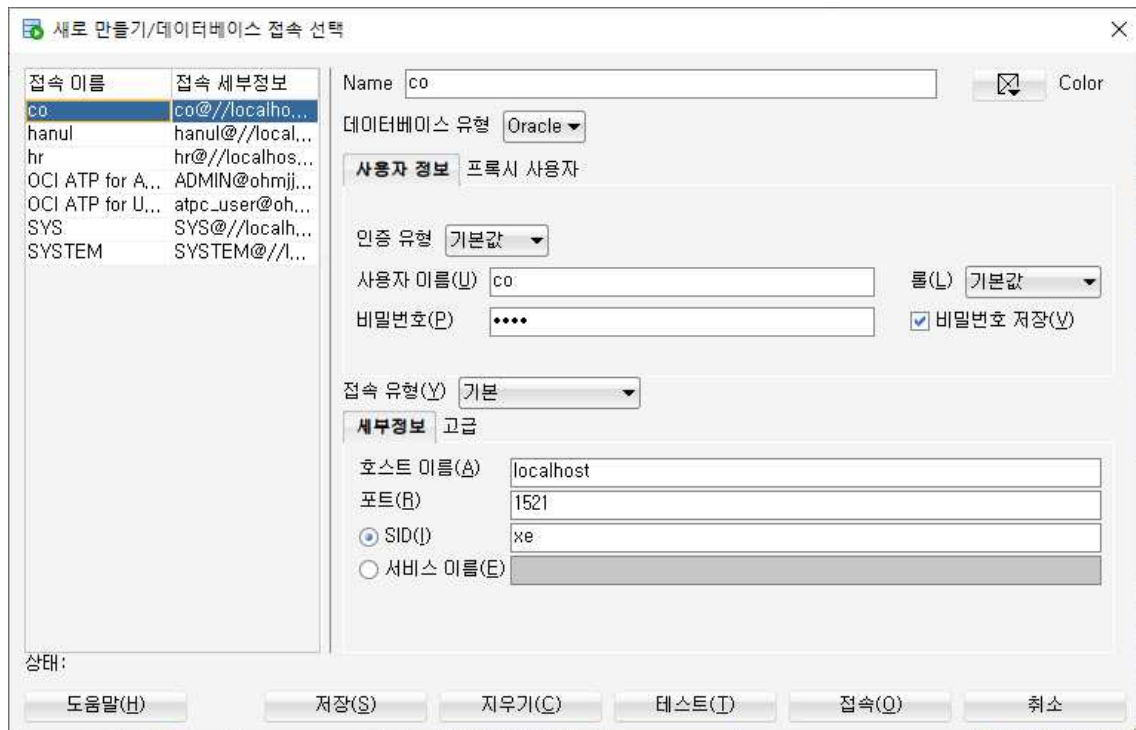 새로 만들기/데이터베이스 접속 선택
접속 이름 접속 세부정보
co co@//localho...
hanul hanul@//local...
hr hr@//localhos...
OCI ATP for A... ADMIN@ohmjj...
OCI ATP for U... atpc_user@oh...
SYS SYS@//localh...
SYSTEM SYSTEM@//l...
Name co Color
데이터베이스 유형 Oracle
사용자 정보 프록시 사용자
인증 유형 기본값
사용자 이름(U) co 롤(L) 기본값
비밀번호(P) •••• 비밀번호 저장(V)
접속 유형(Y) 기본
세부정보 고급
호스트 이름(A) localhost
포트(R) 1521
SID(I) xe
서비스 이름(E)
상태:
도움말(H) 저장(S) 지우기(C) 테스트(T) 접속(O) 취소